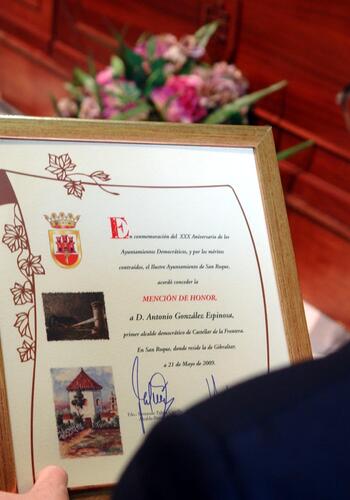 En conmemoración del XXX Aniversario de los
Ayuntamientos Democráticos, y por los méritos
contraídos, el Ilustre Ayuntamiento de San Roque,
acordó conceder la
MENCIÓN DE HONOR,
a D. Antonio González Espinosa,
primer alcalde democrático de Castellar de la Frontera.
En San Roque, donde reside la de Gibraltar,
a 21 de Mayo de 2009.
Fdo.: Fernando